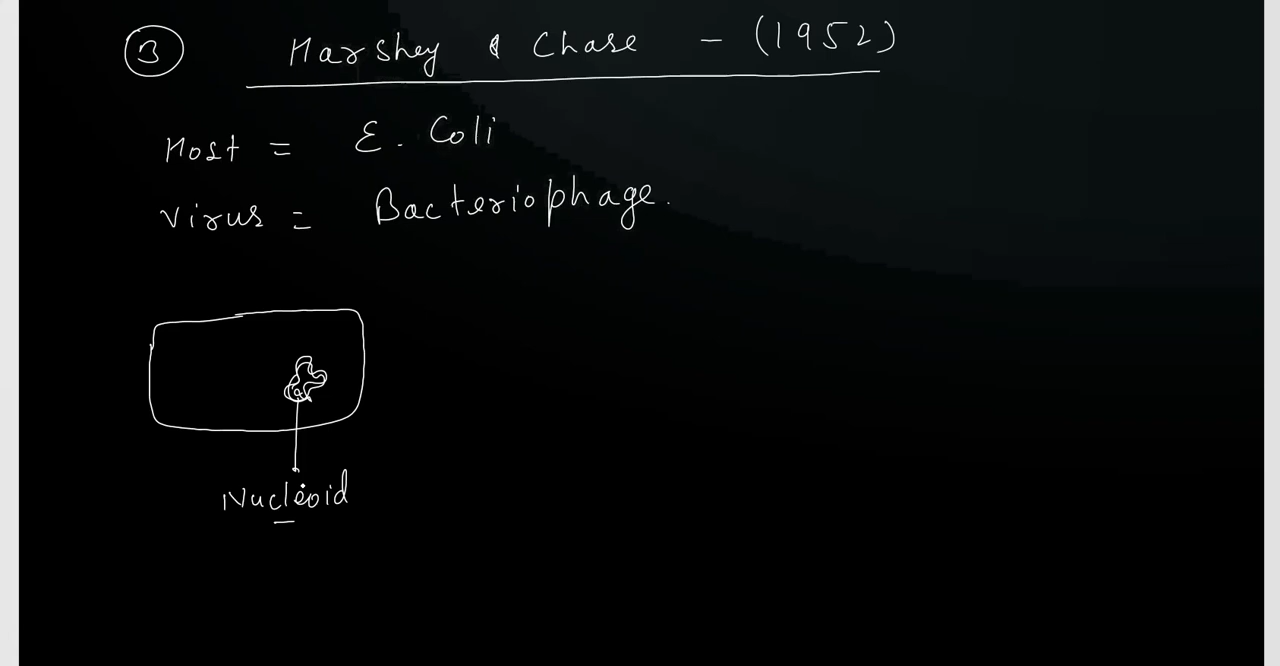 3 Harshey & Chase - (1952)
Host = E. Coli
Virus = Bacteriophage.
Nucleoid